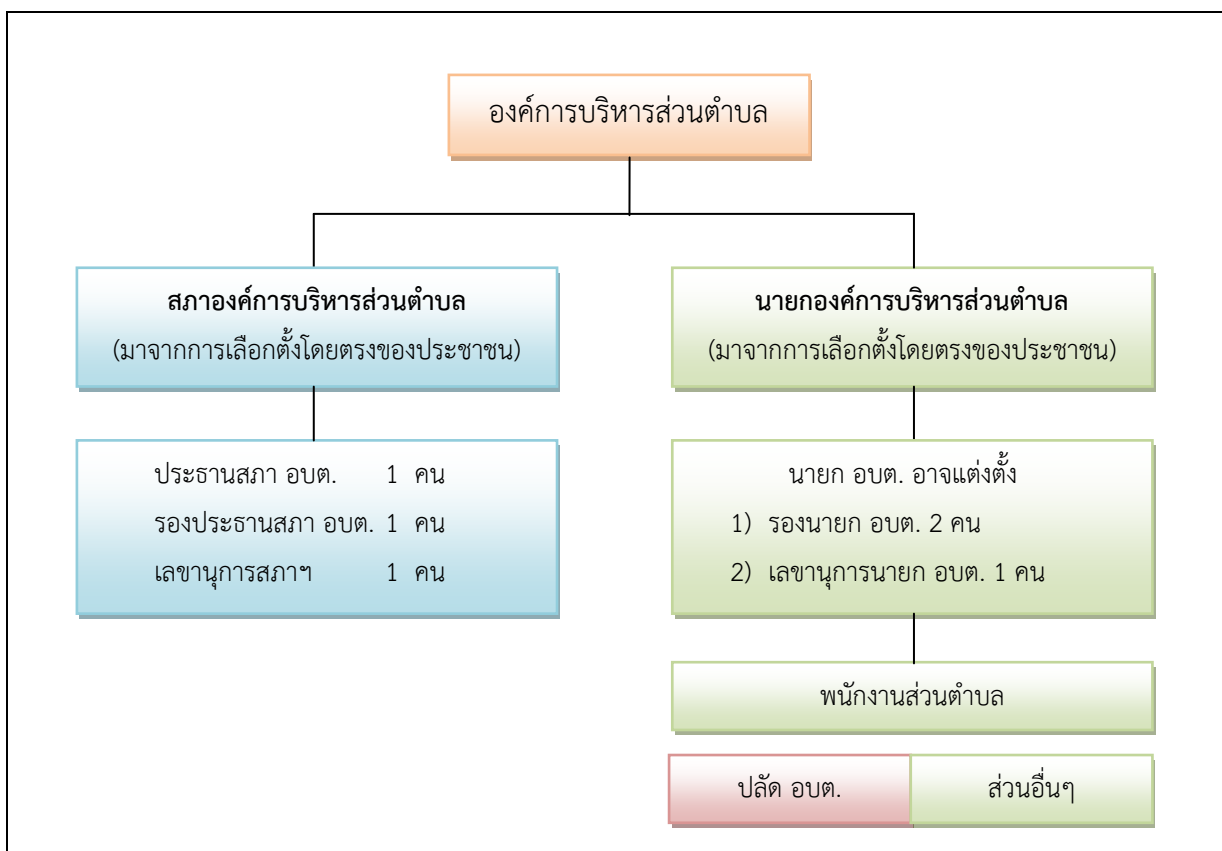 องค์การบริหารส่วนตำบล
สภาองค์การบริหารส่วนตำบล
(มาจากการเลือกตั้งโดยตรงของประชาชน)
นายกองค์การบริหารส่วนตำบล
(มาจากการเลือกตั้งโดยตรงของประชาชน)
ประธานสภา อบต. 1 คน
รองประธานสภา อบต. 1 คน
เลขานุการสภาฯ 1 คน
นายก อบต. อาจแต่งตั้ง
1) รองนายก อบต. 2 คน
2) เลขานุการนายก อบต. 1 คน
พนักงานส่วนตำบล
ปลัด อบต.
ส่วนอื่นๆ